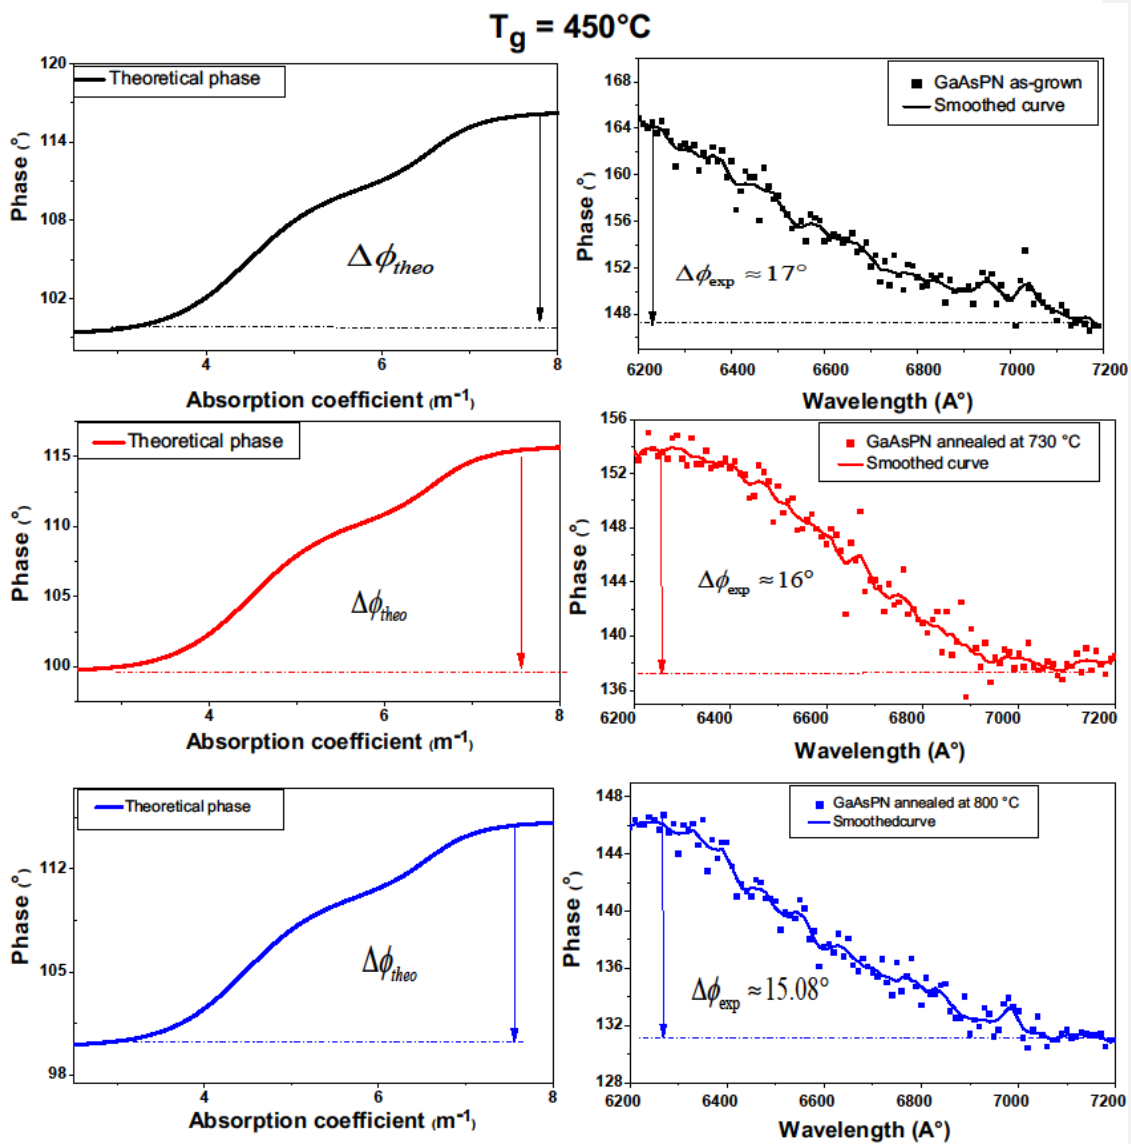 Tg = 450°C
Theoretical phase
120
114
108
102
Phase (°)
Δϕtheo
4
6
8
Absorption coefficient (m-1)
GaAsPN as-grown
Smoothed curve
168
164
160
156
152
148
Phase (°)
Δϕexp ≈ 17°
6200
6400
6600
6800
7000
7200
Wavelength (A°)
Theoretical phase
115
110
105
100
Phase (°)
Δϕtheo
4
6
8
Absorption coefficient (m-1)
GaAsPN annealed at 730 °C
Smoothed curve
156
152
148
144
140
136
Phase (°)
Δϕexp ≈ 16°
6200
6400
6600
6800
7000
7200
Wavelength (A°)
Theoretical phase
112
105
98
Phase (°)
Δϕtheo
4
6
8
Absorption coefficient (m-1)
GaAsPN annealed at 800 °C
Smoothedcurve
148
144
140
136
132
128
Phase (°)
Δϕexp ≈ 15.08°
6200
6400
6600
6800
7000
7200
Wavelength (A°)